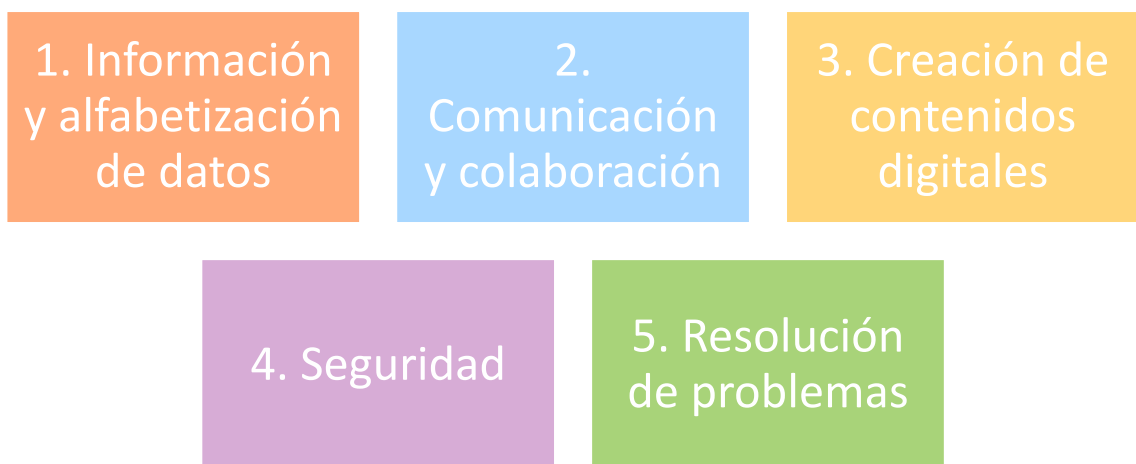 1. Información
y alfabetización
de datos
2.
Comunicación
y colaboración
3. Creación de
contenidos
digitales
4. Seguridad
5. Resolución
de problemas